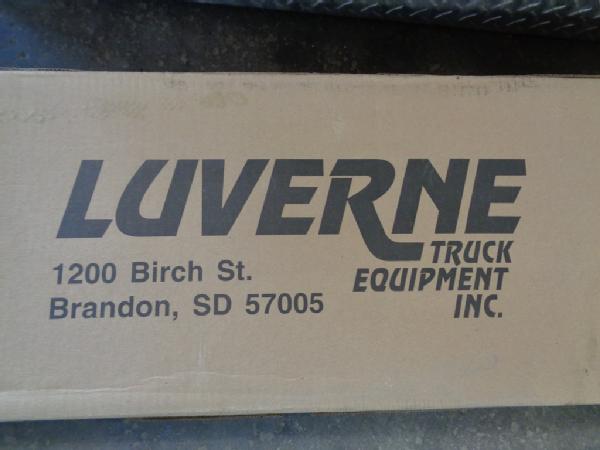 LUVERNE
TRUCK
EQUIPMENT
INC.
1200 Birch St.
Brandon, SD 57005